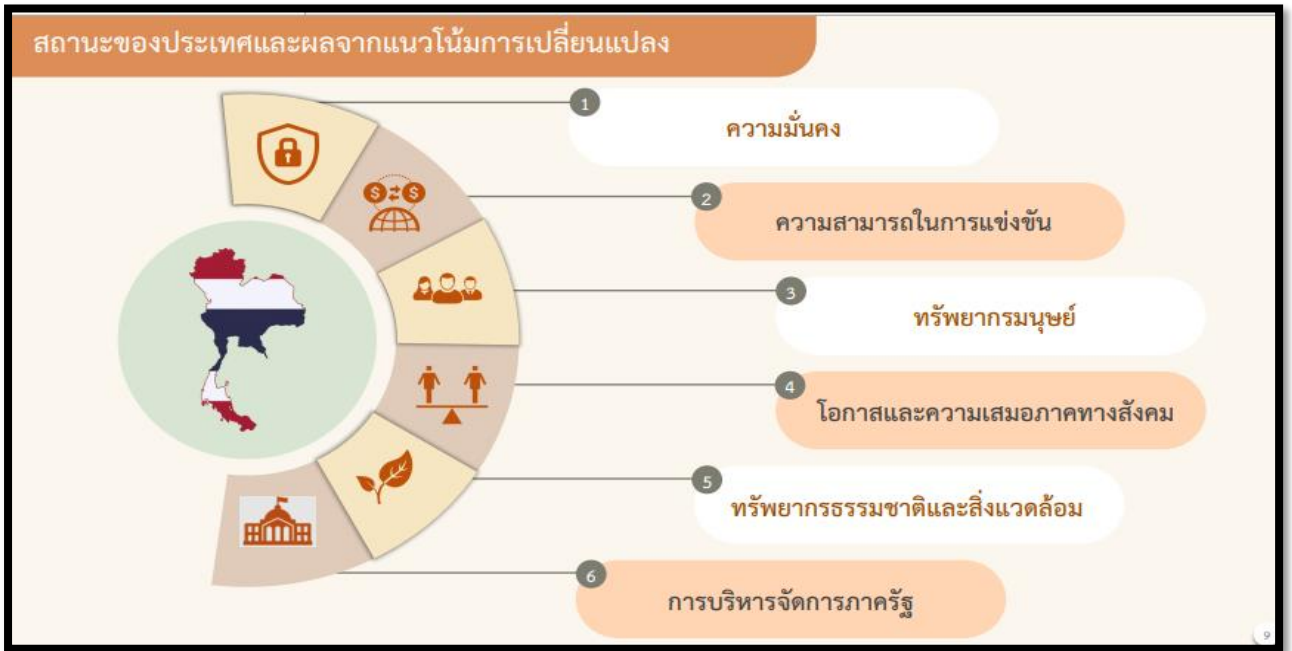 สถานะของประเทศและผลจากแนวโน้มการเปลี่ยนแปลง
1
ความมั่นคง
2
ความสามารถในการแข่งขัน
3
ทรัพยากรมนุษย์
4
โอกาสและความเสมอภาคทางสังคม
5
ทรัพยากรธรรมชาติและสิ่งแวดล้อม
6
การบริหารจัดการภาครัฐ
9